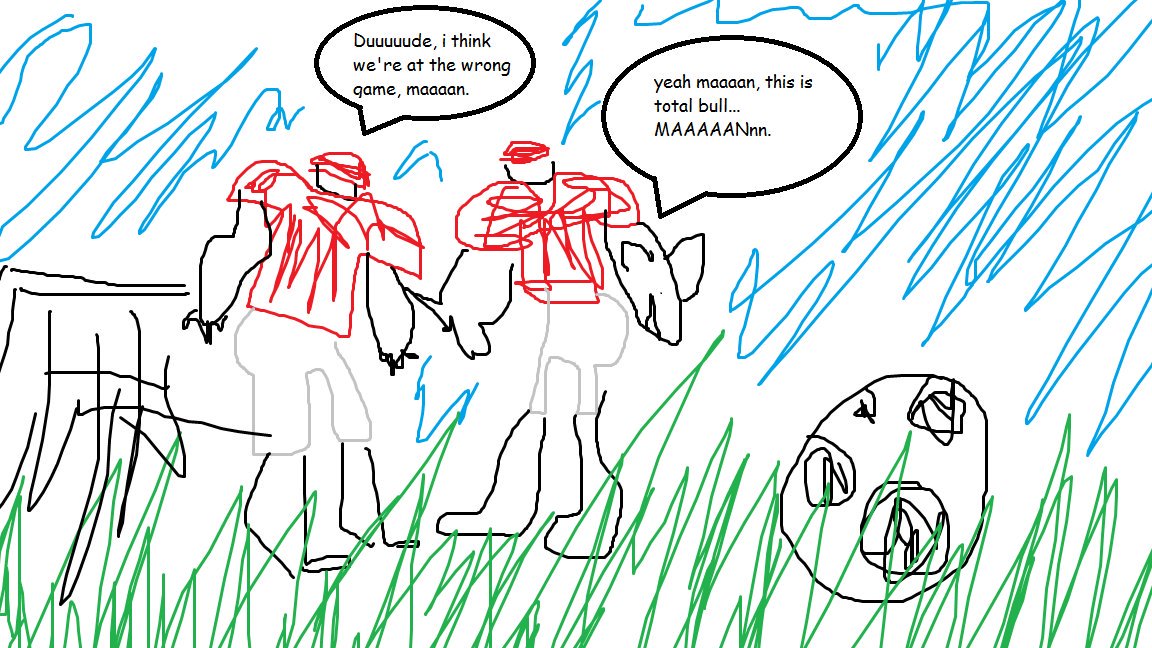 Duuuuude, i think
we're at the wrong
game, maaaan.
yeah maaaan, this is
total bull...
MAAAAANnn.